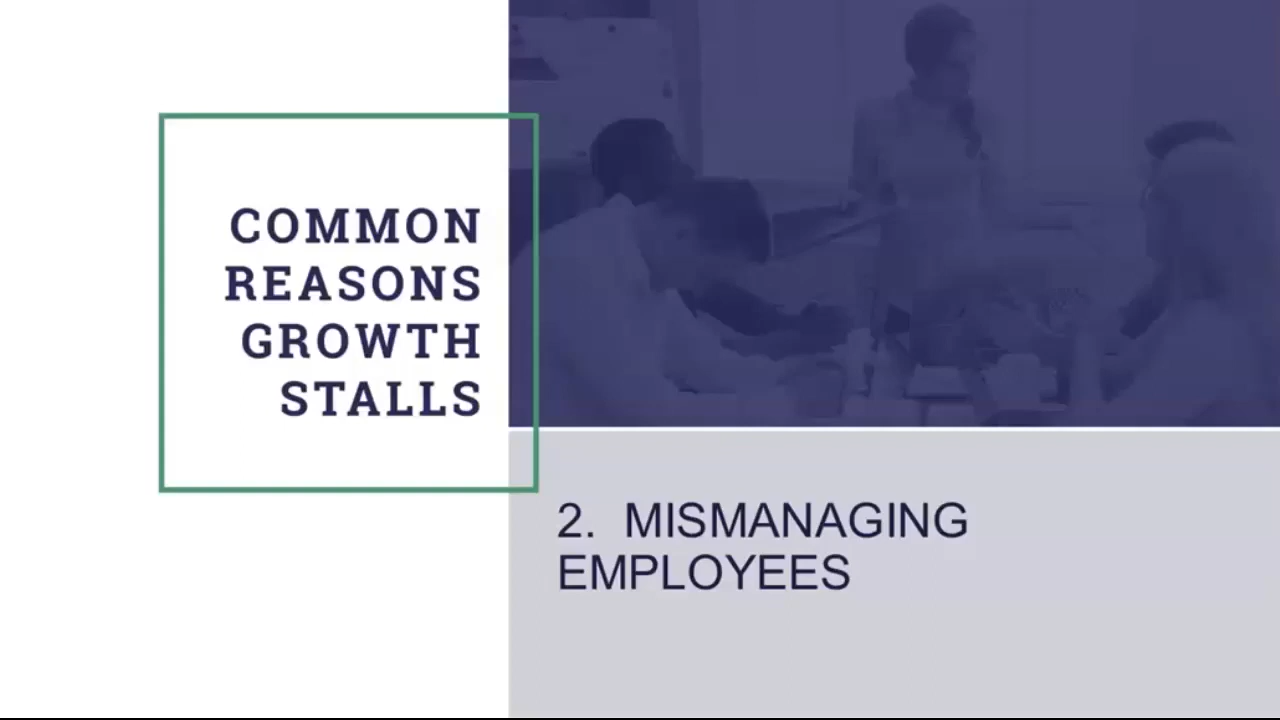 COMMON
REASONS
GROWTH
STALLS
2. MISMANAGING
EMPLOYEES